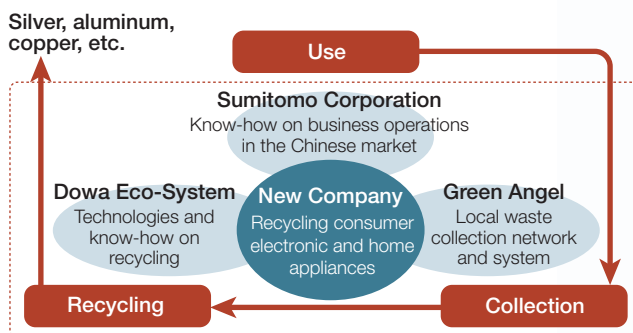 Silver, aluminum,
copper, etc.
Use
Sumitomo Corporation
Know-how on business operations
in the Chinese market
Dowa Eco-System
Technologies and
know-how on
recycling
New Company
Recycling consumer
electronic and home
appliances
Green Angel
Local waste
collection network
and system
Recycling
Collection